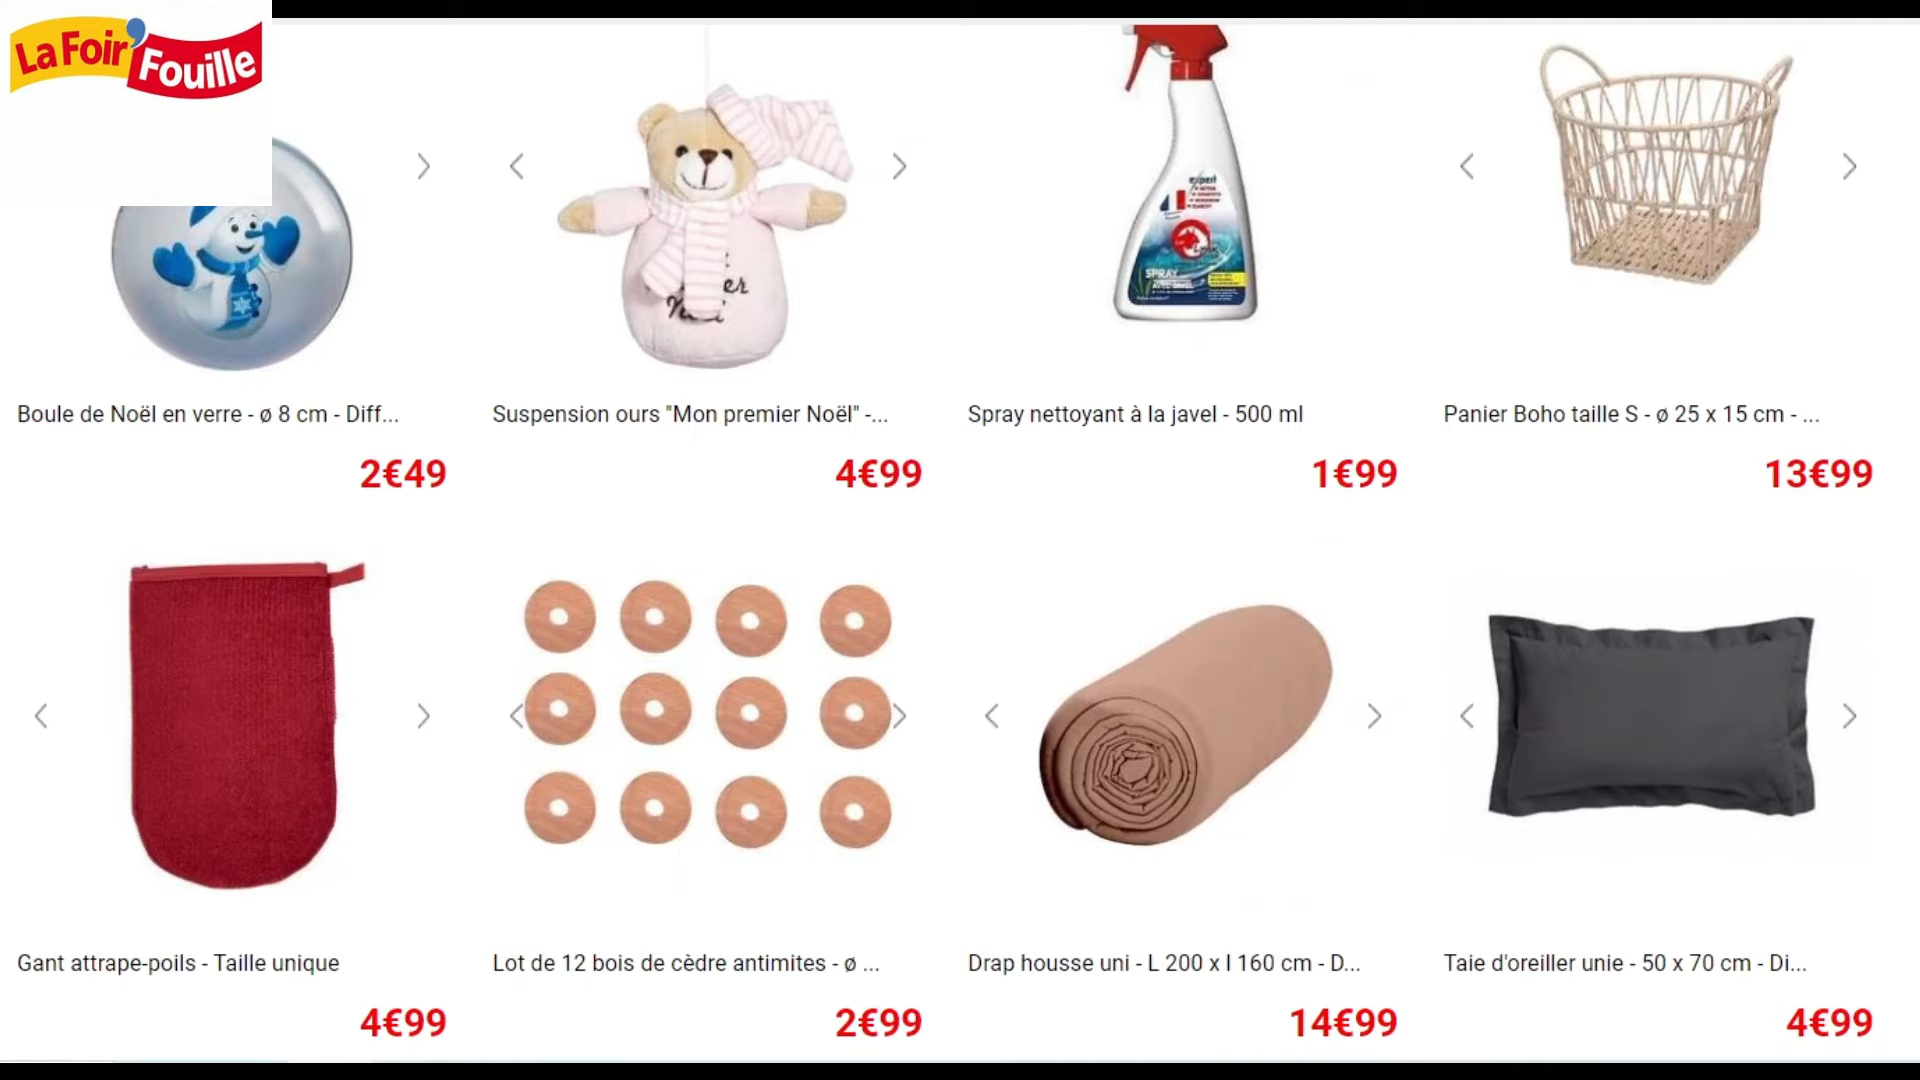 La Foir'Fouille
Boule de Noël en verre - ø 8 cm - Diff...
Suspension ours "Mon premier Noël" -...
Spray nettoyant à la javel - 500 ml
Panier Boho taille S - ø 25 x 15 cm - ...
2€49
4€99
1€99
13€99
expert
SPRAY
Gant attrape-poils - Taille unique
Lot de 12 bois de cèdre antimites - ø ...
Drap housse uni - L 200 x l 160 cm - D...
Taie d'oreiller unie - 50 x 70 cm - Di...
4€99
2€99
14€99
4€99